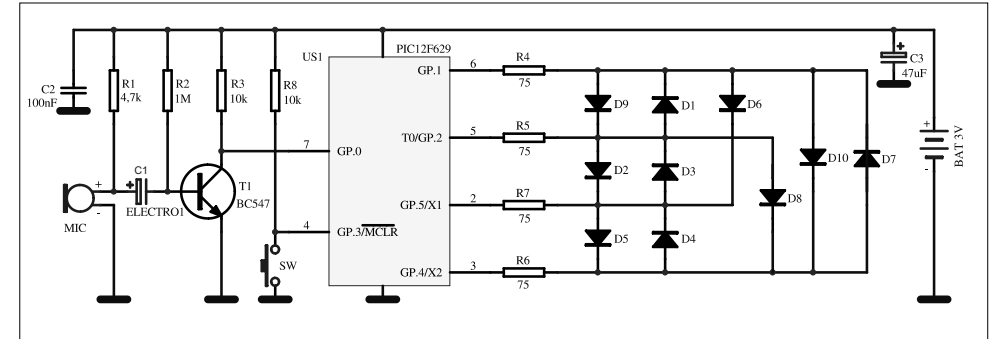 US1
PIC12F629
C2
100nF
R1
4,7k
R2
1M
R3
10k
R8
10k
GP.1
6
R4
75
+
C3
47uF
D9
D1
D6
T0/GP.2
5
R5
75
+
BAT 3V
-
7
GP.0
D2
D3
D10
D7
C1
+
ELECTRO1
T1
BC547
+
-
MIC
GP.5/X1
2
R7
75
D8
4
GP.3/MCLR
D5
D4
SW
GP.4/X2
3
R6
75